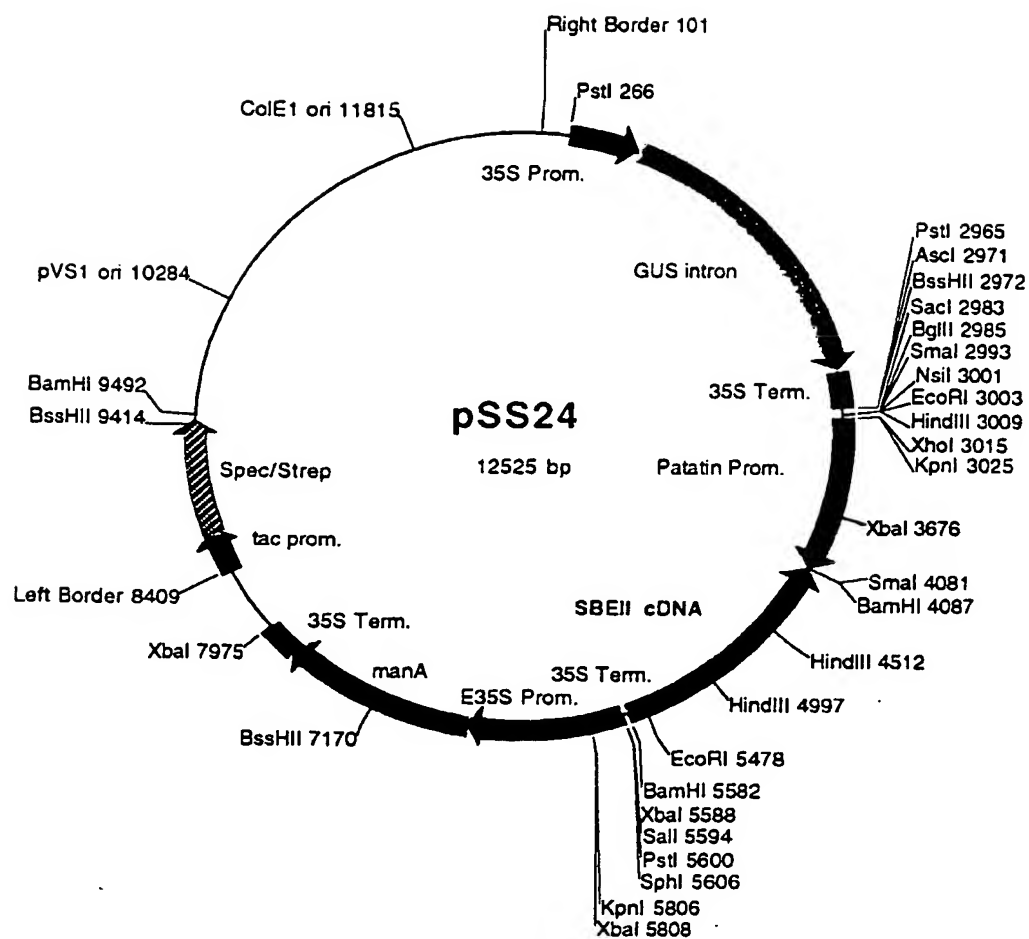 Right Border 101
PstI 266
ColE1 ori 11815
35S Prom.
GUS intron
pVS1 ori 10284
PstI 2965
AscI 2971
BssHII 2972
SacI 2983
BglII 2985
SmaI 2993
NsiI 3001
EcoRI 3003
HindIII 3009
XhoI 3015
KpnI 3025
35S Term.
BamHI 9492
BssHII 9414
pSS24
12525 bp
Patatin Prom.
Spec/Strep
XbaI 3676
tac prom.
Left Border 8409
SmaI 4081
BamHI 4087
SBEII cDNA
35S Term.
XbaI 7975
HindIII 4512
manA
35S Term.
E35S Prom.
HindIII 4997
BssHII 7170
EcoRI 5478
BamHI 5582
XbaI 5588
SalI 5594
PstI 5600
SphI 5606
KpnI 5806
XbaI 5808